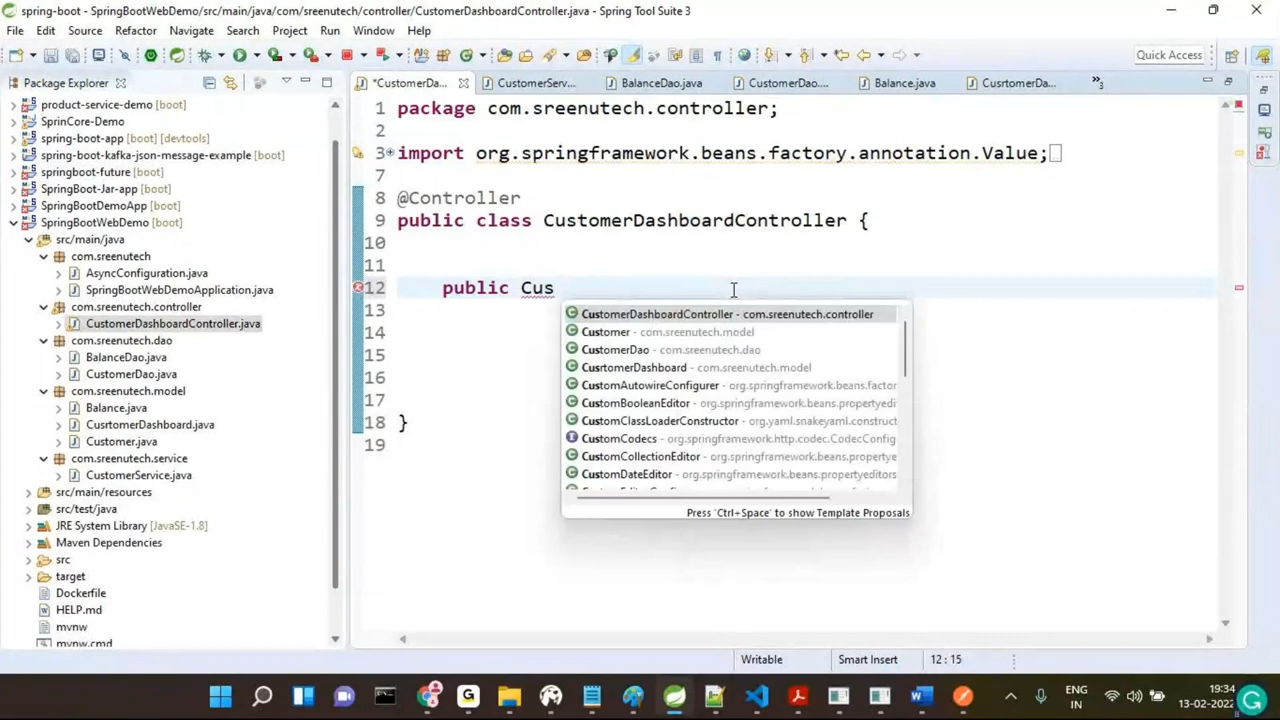 spring-boot - SpringBootWebDemo/src/main/java/com/sreenutech/controller/CustomerDashboardController.java - Spring Tool Suite 3
File Edit Source Refactor Navigate Search Project Run Window Help
Quick Access
Package Explorer
*CustomerDa... CustomerServ... BalanceDao.java CustomerDao.... Balance.java CusrtomerDa... »3
product-service-demo [boot]
SprinCore-Demo
spring-boot-app [boot] [devtools]
spring-boot-kafka-json-message-example [boot]
springboot-future [boot]
SpringBoot-Jar-app [boot]
SpringBootDemoApp [boot]
SpringBootWebDemo [boot]
src/main/java
com.sreenutech
AsyncConfiguration.java
SpringBootWebDemoApplication.java
com.sreenutech.controller
CustomerDashboardController.java
com.sreenutech.dao
BalanceDao.java
CustomerDao.java
com.sreenutech.model
Balance.java
CusrtomerDashboard.java
Customer.java
com.sreenutech.service
CustomerService.java
src/main/resources
src/test/java
JRE System Library [JavaSE-1.8]
Maven Dependencies
src
target
Dockerfile
HELP.md
mvnw
mvnw.cmd
1 package com.sreenutech.controller;
2
3 import org.springframework.beans.factory.annotation.Value;
7
8 @Controller
9 public class CustomerDashboardController {
10
11
12 public Cus
13
14
15
16
17
18 }
19
CustomerDashboardController - com.sreenutech.controller
Customer - com.sreenutech.model
CustomerDao - com.sreenutech.dao
CusrtomerDashboard - com.sreenutech.model
CustomAutowireConfigurer - org.springframework.beans.factor
CustomBooleanEditor - org.springframework.beans.propertyedi
CustomClassLoaderConstructor - org.yaml.snakeyaml.construct
CustomCodecs - org.springframework.http.codec.CodecConfig
CustomCollectionEditor - org.springframework.beans.propertye
CustomDateEditor - org.springframework.beans.propertyeditors
Press 'Ctrl+Space' to show Template Proposals
Writable Smart Insert 12 : 15
ENG
IN
19:34
13-02-2022